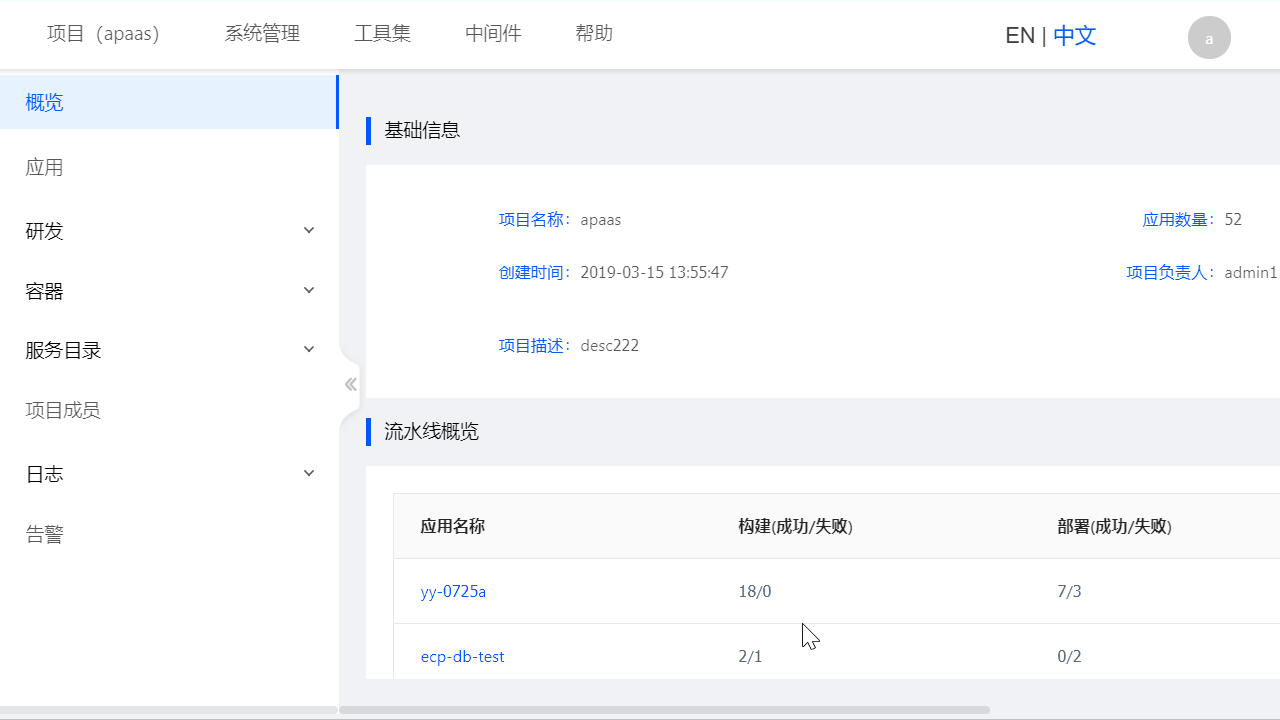 项目（apaas） 系统管理 工具集 中间件 帮助 EN | 中文 a
概览
应用
研发
容器
服务目录
项目成员
日志
告警
基础信息
项目名称： apaas 应用数量： 52
创建时间： 2019-03-15 13:55:47 项目负责人： admin1
项目描述： desc222
流水线概览
应用名称 构建(成功/失败) 部署(成功/失败)
yy-0725a 18/0 7/3
ecp-db-test 2/1 0/2